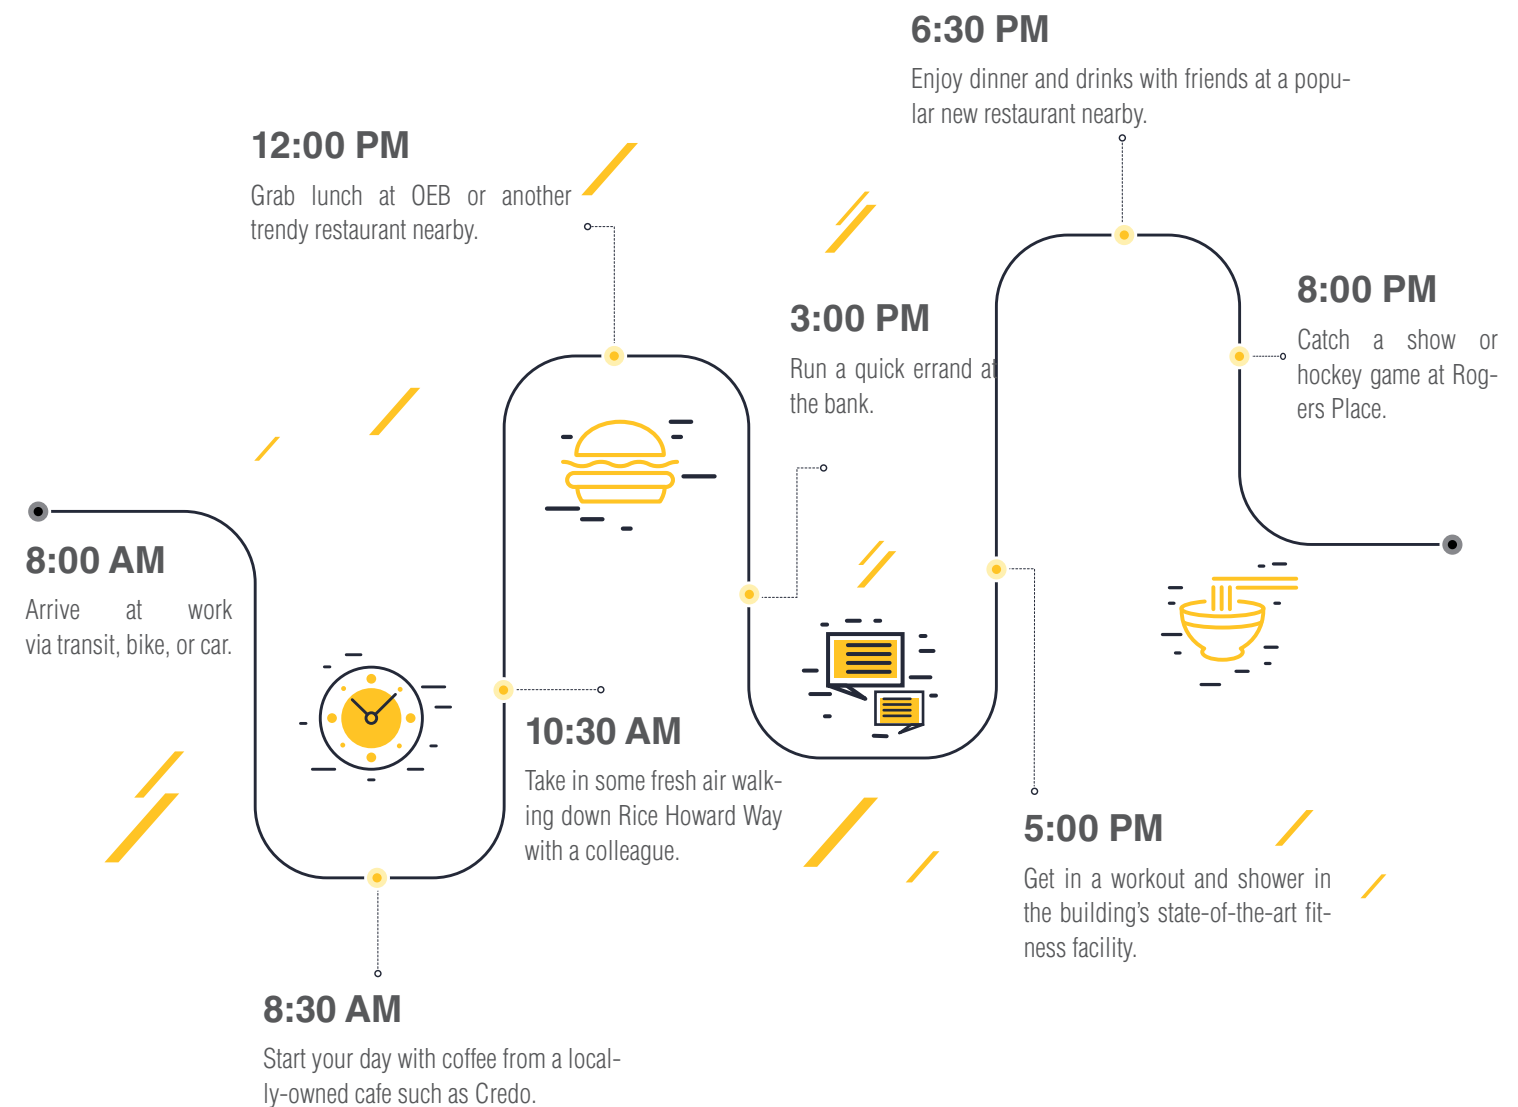 8:00 AM
Arrive at work
via transit, bike, or car.
8:30 AM
Start your day with coffee from a local-
ly-owned cafe such as Credo.
10:30 AM
Take in some fresh air walk-
ing down Rice Howard Way
with a colleague.
12:00 PM
Grab lunch at OEB or another
trendy restaurant nearby.
3:00 PM
Run a quick errand at
the bank.
5:00 PM
Get in a workout and shower in
the building’s state-of-the-art fit-
ness facility.
6:30 PM
Enjoy dinner and drinks with friends at a popu-
lar new restaurant nearby.
8:00 PM
Catch a show or
hockey game at Rog-
ers Place.